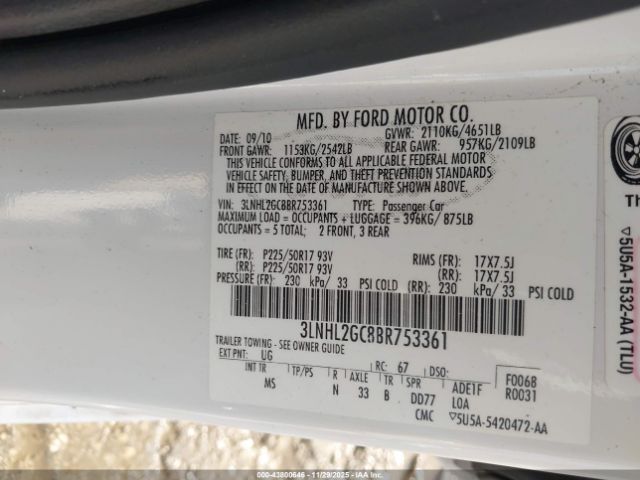 MFD. BY FORD MOTOR CO.
DATE: 09/10 GVWR: 2110KG/4651LB
FRONT GAWR: 1153KG/2542LB REAR GAWR: 957KG/2109LB
THIS VEHICLE CONFORMS TO ALL APPLICABLE FEDERAL MOTOR
VEHICLE SAFETY, BUMPER, AND THEFT PREVENTION STANDARDS
IN EFFECT ON THE DATE OF MANUFACTURE SHOWN ABOVE.
VIN: 3LNHL2GC8BR753361 TYPE: Passenger Car
MAXIMUM LOAD = OCCUPANTS + LUGGAGE = 396KG/ 875LB
OCCUPANTS = 5 TOTAL; 2 FRONT, 3 REAR
TIRE (FR): P225/50R17 93V RIMS (FR): 17X7.5J
(RR): P225/50R17 93V (RR): 17X7.5J
PRESSURE (FR): 230 kPa/ 33 PSI COLD (RR): 230 kPa/ 33 PSI COLD
3LNHL2GC8BR753361
TRAILER TOWING - SEE OWNER GUIDE
EXT PNT: UG RC: 67 DSO: F0068
INT TR TP/PS R AXLE TR SPR ADE1F R0031
MS N 33 B DD77 LOA
CMC ▽5U5A-5420472-AA
Th
▽5U5A-1532-AA (TLU)
© IAA - 43800646 - 11/29/2025 - IAAI.COM